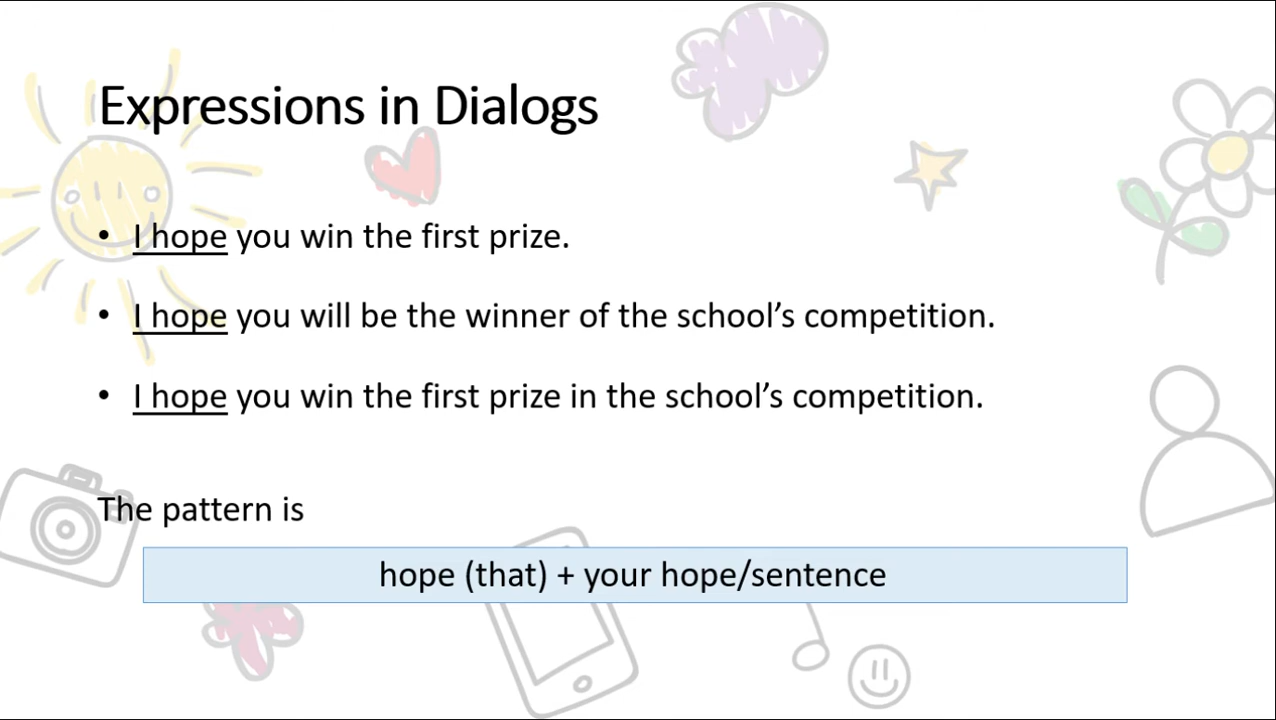 Expressions in Dialogs
• I hope you win the first prize.
• I hope you will be the winner of the school’s competition.
• I hope you win the first prize in the school’s competition.
The pattern is
hope (that) + your hope/sentence